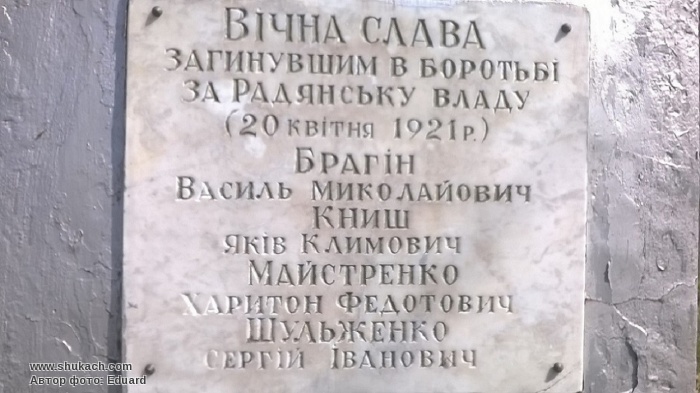 Вічна слава
загинувшим в боротьбі
за Радянську владу
(20 квітня 1921 р.)
Брагін
Василь Миколайович
Книш
Яків Климович
Майстренко
Харитон Федотович
Шульженко
Сергій Іванович
www.shukach.com
Автор фото: Eduard